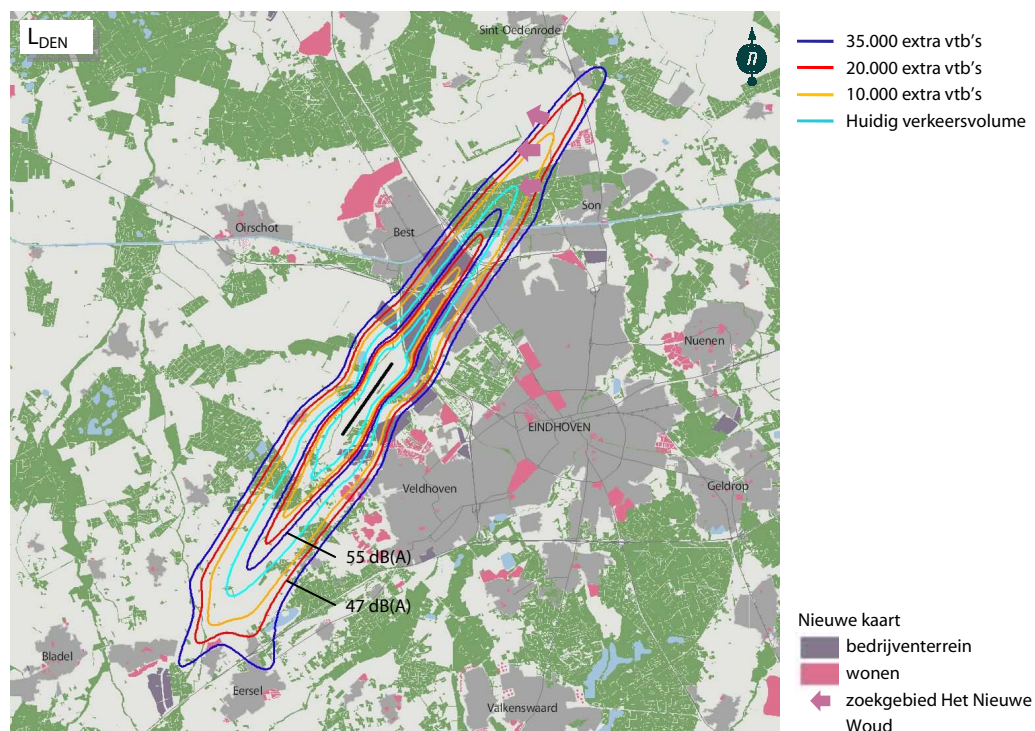 L_DEN
Sint-Oedenrode
n
35.000 extra vtb's
20.000 extra vtb's
10.000 extra vtb's
Huidig verkeersvolume
Son
Oirschot
Best
Nuenen
EINDHOVEN
Veldhoven
Geldrop
55 dB(A)
47 dB(A)
Bladel
Eersel
Valkenswaard
Nieuwe kaart
bedrijventerrein
wonen
zoekgebied Het Nieuwe
Woud